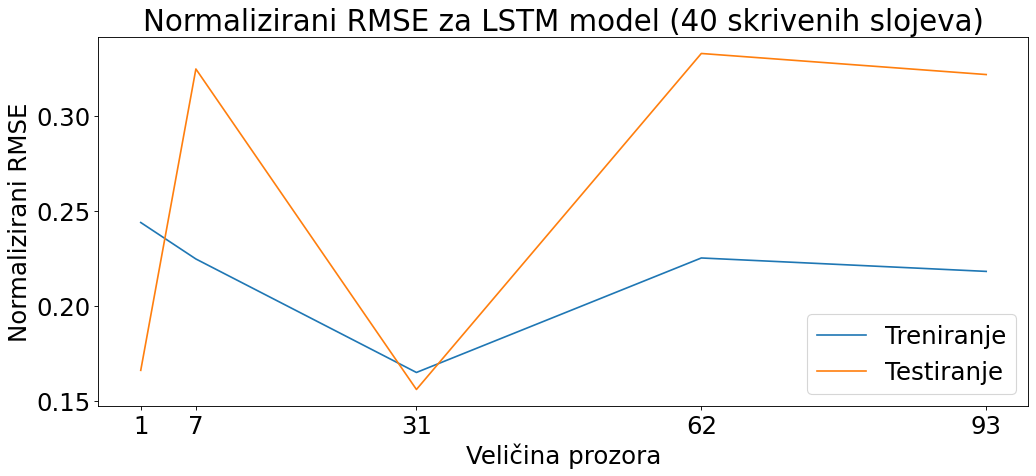 Normalizirani RMSE za LSTM model (40 skrivenih slojeva)
Normalizirani RMSE
0.30
0.25
0.20
0.15
1 7 31 62 93
Veličina prozora
Treniranje
Testiranje